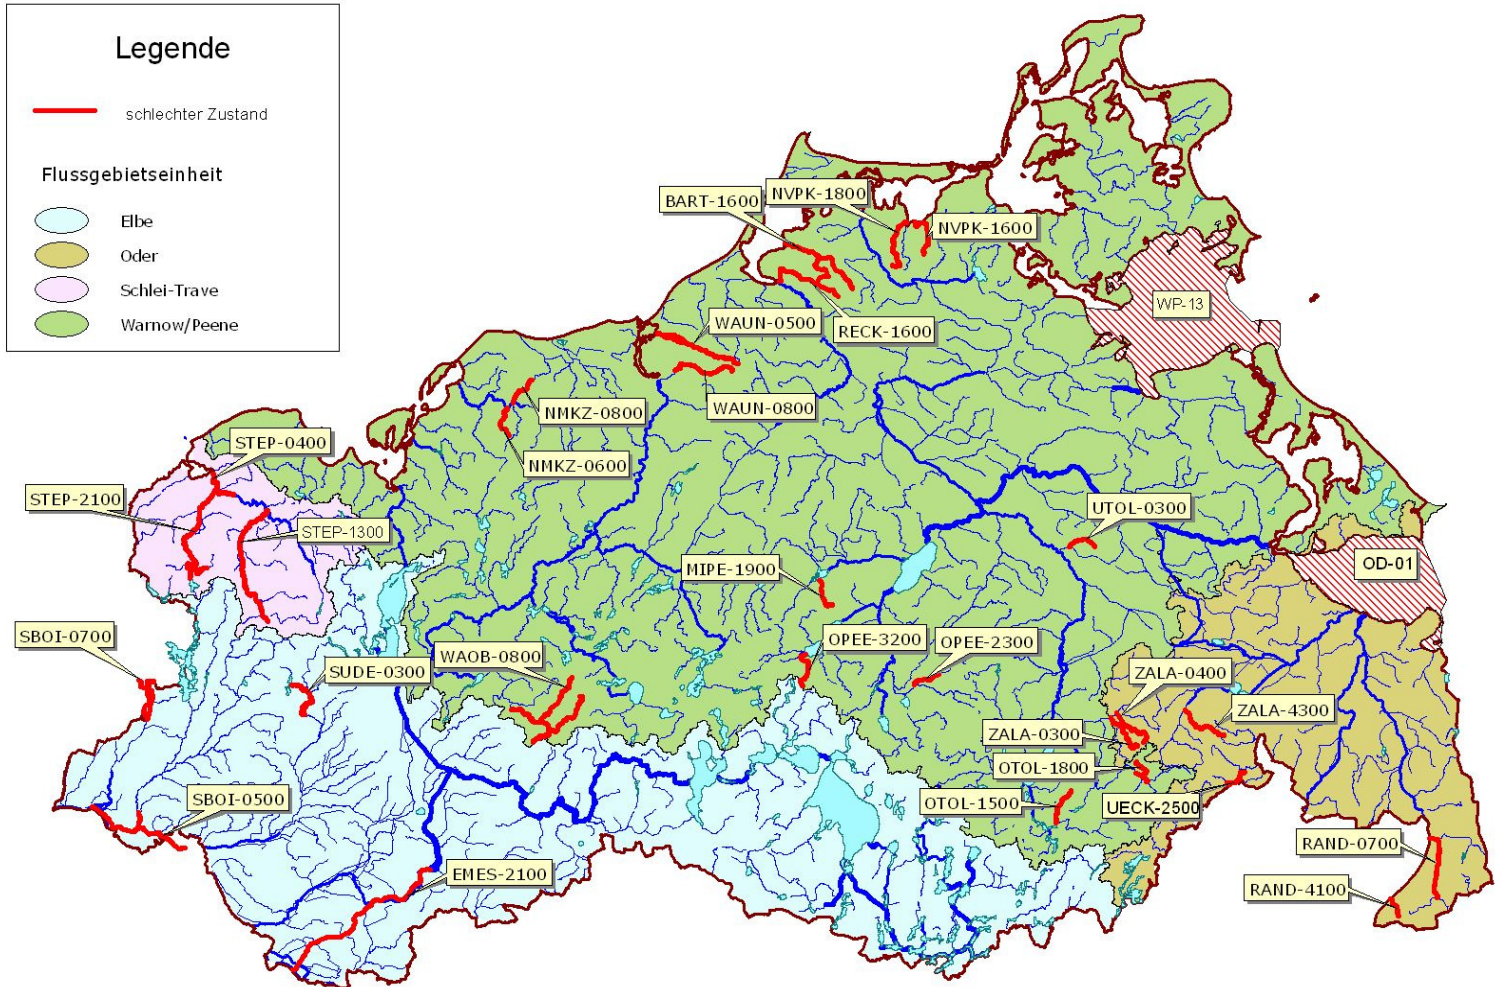 Legende
schlechter Zustand
Flussgebietseinheit
Elbe
Oder
Schlei-Trave
Warnow/Peene
BART-1600
NVPK-1800
NVPK-1600
WP-13
WAUN-0500
RECK-1600
NMKZ-0800
WAUN-0800
STEP-0400
NMKZ-0600
STEP-2100
UTOL-0300
STEP-1300
MIPE-1900
OD-01
SBOI-0700
OPEE-3200
OPEE-2300
WAOB-0800
SUDE-0300
ZALA-0400
ZALA-4300
ZALA-0300
OTOL-1800
SBOI-0500
OTOL-1500
UECK-2500
RAND-0700
EMES-2100
RAND-4100